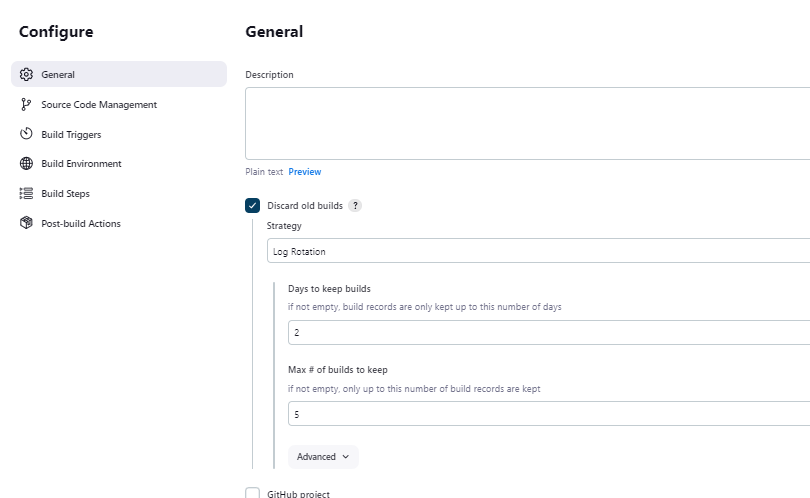 Configure
General
Source Code Management
Build Triggers
Build Environment
Build Steps
Post-build Actions
General
Description
Plain text Preview
Discard old builds ?
Strategy
Log Rotation
Days to keep builds
if not empty, build records are only kept up to this number of days
2
Max # of builds to keep
if not empty, only up to this number of build records are kept
5
Advanced
GitHub project